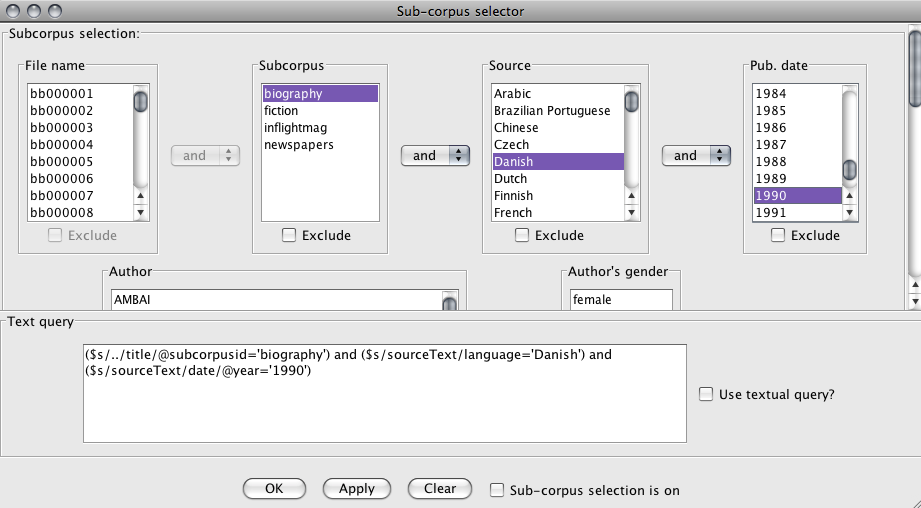 Sub-corpus selector
Subcorpus selection:
File name
bb000001
bb000002
bb000003
bb000004
bb000005
bb000006
bb000007
bb000008
Exclude
and
Subcorpus
biography
fiction
inflightmag
newspapers
Exclude
and
Source
Arabic
Brazilian Portuguese
Chinese
Czech
Danish
Dutch
Finnish
French
Exclude
and
Pub. date
1984
1985
1986
1987
1988
1989
1990
1991
Exclude
Author
AMBAI
Author's gender
female
Text query
($s/../title/@subcorpusid='biography') and ($s/sourceText/language='Danish') and
($s/sourceText/date/@year='1990')
Use textual query?
OK
Apply
Clear
Sub-corpus selection is on